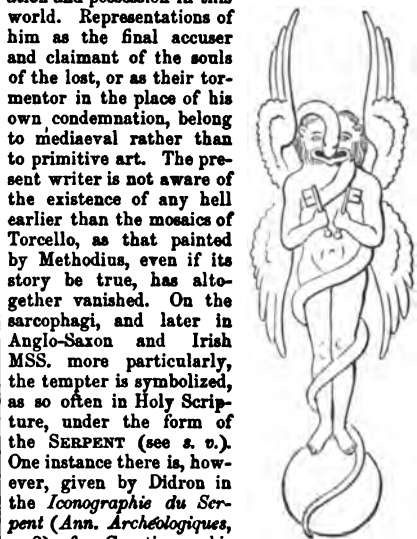 world. Representations of
him as the final accuser
and claimant of the souls
of the lost, or as their tor-
mentor in the place of his
own condemnation, belong
to mediaeval rather than
to primitive art. The pre-
sent writer is not aware of
the existence of any hell
earlier than the mosaics of
Torcello, as that painted
by Methodius, even if its
story be true, has alto-
gether vanished. On the
sarcophagi, and later in
Anglo-Saxon and Irish
MSS. more particularly,
the tempter is symbolized,
as so often in Holy Scrip-
ture, under the form of
the SERPENT (see s. v.).
One instance there is, how-
ever, given by Didron in
the Iconographie du Ser-
pent (Ann. Archéologiques,